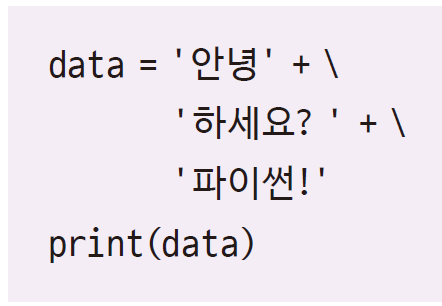 data = '안녕' + \
'하세요? ' + \
'파이썬!'
print(data)